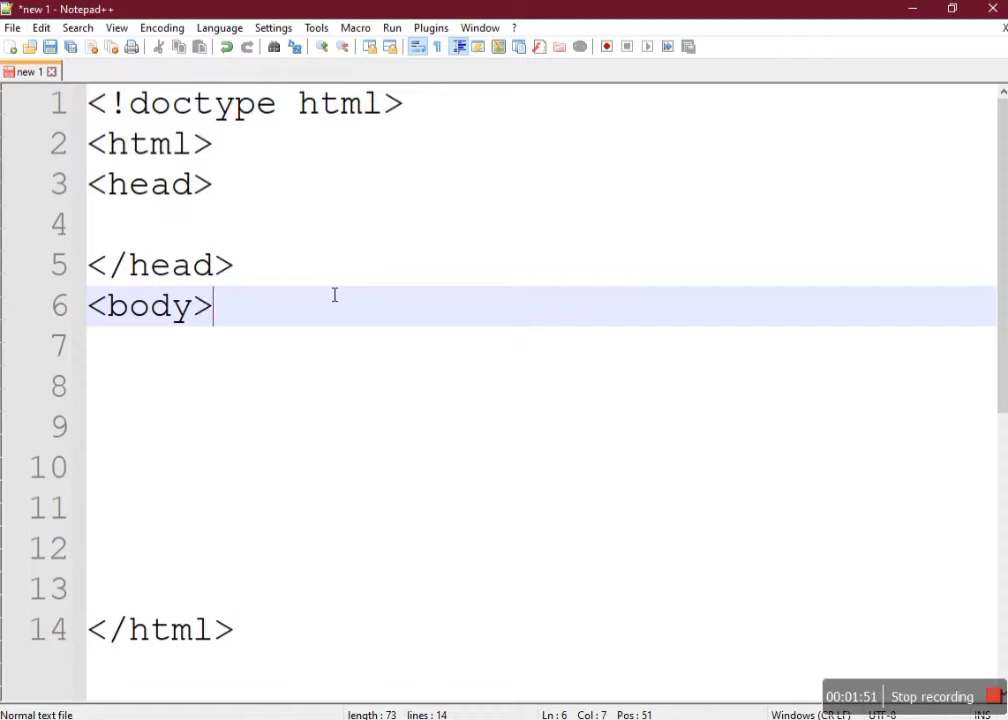 *new 1 - Notepad++
File Edit Search View Encoding Language Settings Tools Macro Run Plugins Window ? X
new 1
1 <!doctype html>
2 <html>
3 <head>
4
5 </head>
6 <body>
7
8
9
10
11
12
13
14 </html>
00:01:51 Stop recording
Normal text file length : 73 lines : 14 Ln : 6 Col : 7 Pos : 51 Windows (CR LF) UTF-8 INS